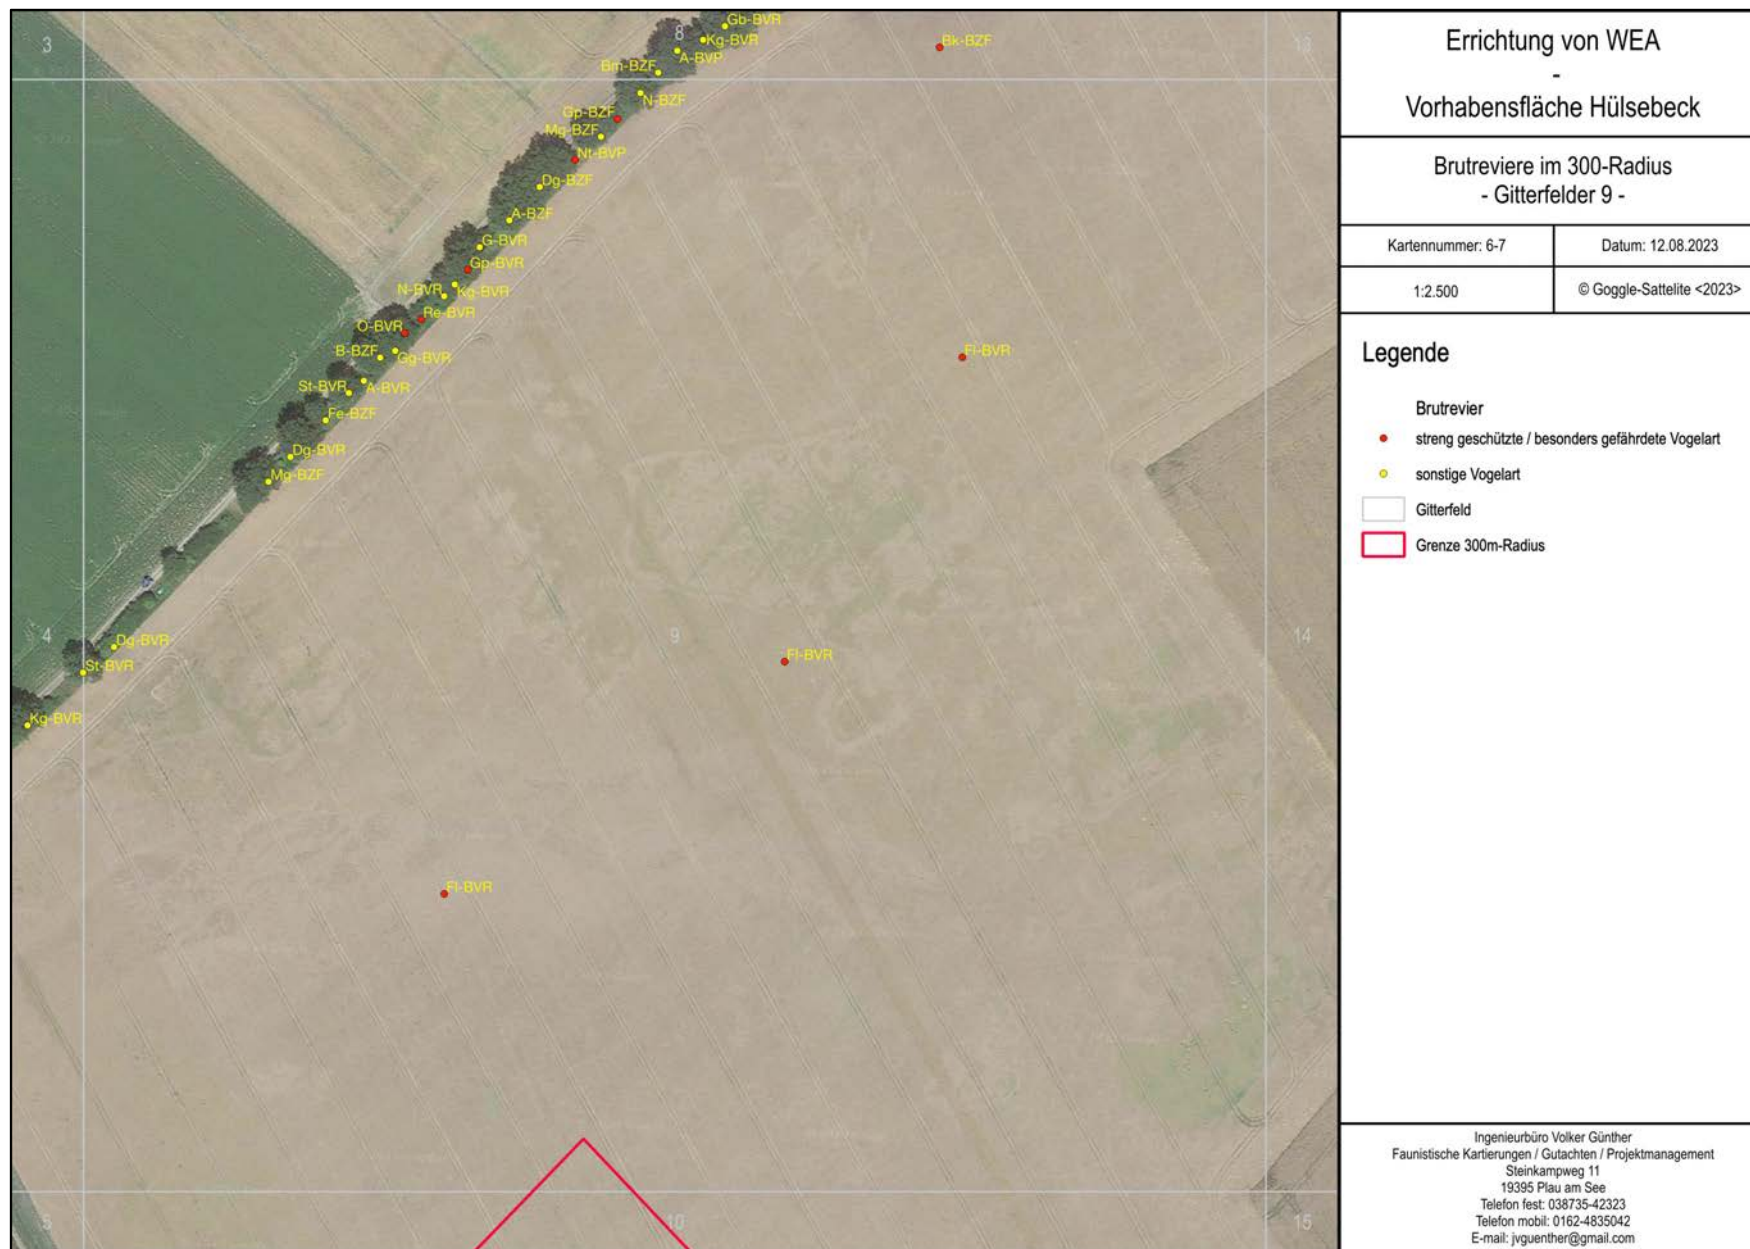 3
8
13
Gb-BVR
Kg-BVR
A-BVP
Bk-BZF
Bm-BZF
N-BZF
Gp-BZF
Mg-BZF
Nt-BVP
Dg-BZF
A-BZF
G-BVR
Gp-BVR
Kg-BVR
N-BVR
Re-BVR
O-BVR
B-BZF
Gg-BVR
Fl-BVR
A-BVR
St-BVR
Fe-BZF
Dg-BVR
Mg-BZF
4
9
14
Dg-BVR
Fl-BVR
St-BVR
Kg-BVR
Fl-BVR
5
10
15
Errichtung von WEA
-
Vorhabensfläche Hülsebeck
Brutreviere im 300-Radius
- Gitterfelder 9 -
Kartennummer: 6-7
Datum: 12.08.2023
1:2.500
© Goggle-Sattelite <2023>
Legende
Brutrevier
streng geschützte / besonders gefährdete Vogelart
sonstige Vogelart
Gitterfeld
Grenze 300m-Radius
Ingenieurbüro Volker Günther
Faunistische Kartierungen / Gutachten / Projektmanagement
Steinkampweg 11
19395 Plau am See
Telefon fest: 038735-42323
Telefon mobil: 0162-4835042
E-mail: jvguenther@gmail.com